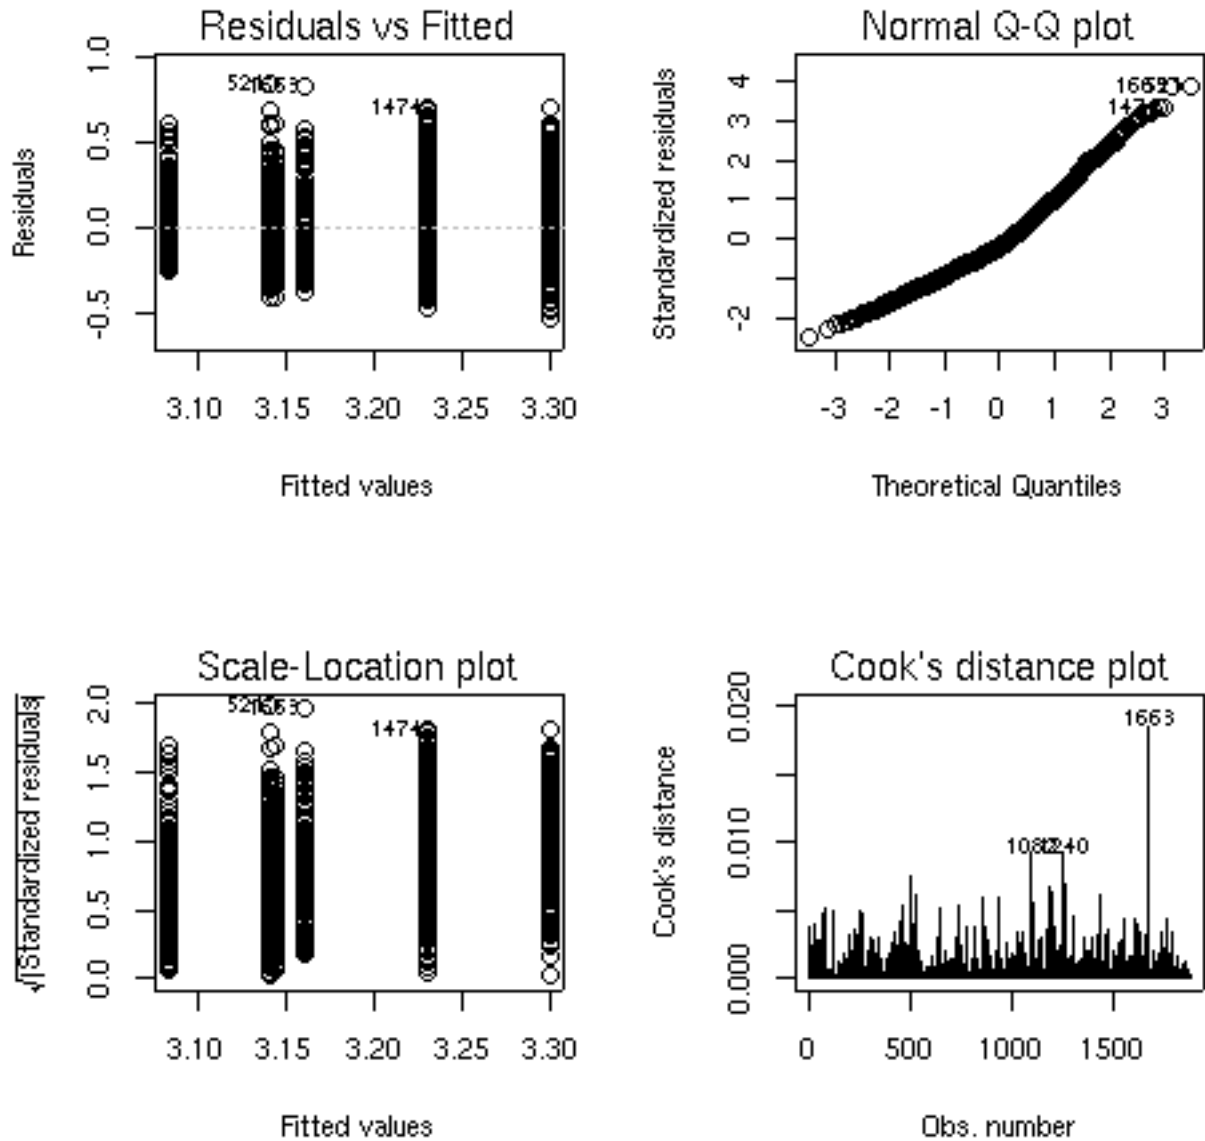 Residuals vs Fitted
Residuals
1.0
0.5
0.0
-0.5
1474
3.10 3.15 3.20 3.25 3.30
Fitted values
Normal Q-Q plot
Standardized residuals
4
3
2
1
0
-2
-3 -2 -1 0 1 2 3
Theoretical Quantiles
Scale-Location plot
√|Standardized residuals|
2.0
1.5
1.0
0.5
0.0
1474
3.10 3.15 3.20 3.25 3.30
Fitted values
Cook's distance plot
Cook's distance
0.020
0.010
0.000
1663
1240
0 500 1000 1500
Obs. number